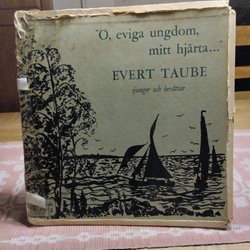 "O, eviga ungdom,
mitt hjärta..."
EVERT TAUBE
sjunger och berättar